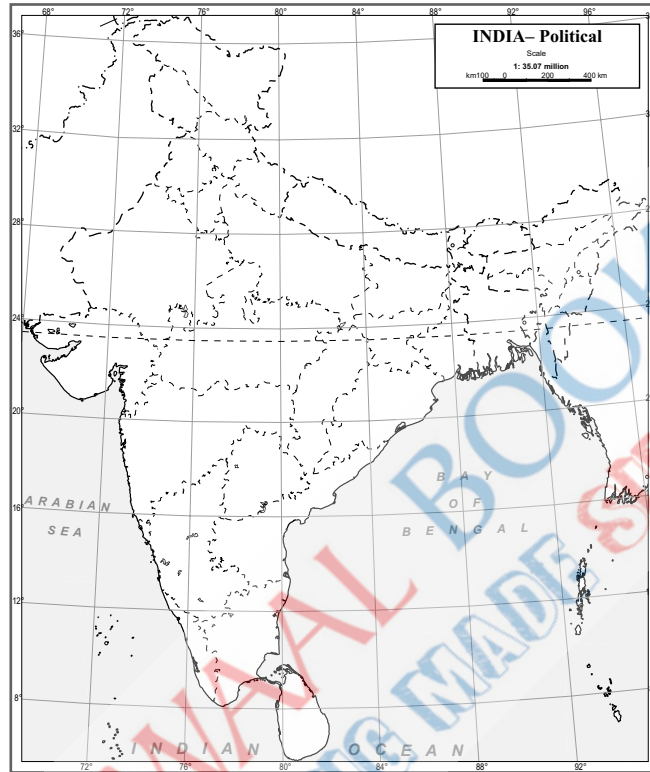 68° 72° 76° 80° 84° 88° 92° 96°
INDIA– Political
Scale
1: 35.07 million
km100 0 200 400 km
36°
32°
28°
24°
20°
16°
12°
8°
ARABIAN
SEA
BAY
OF
BENGAL
INDIAN OCEAN
72° 76° 80° 84° 88° 92°